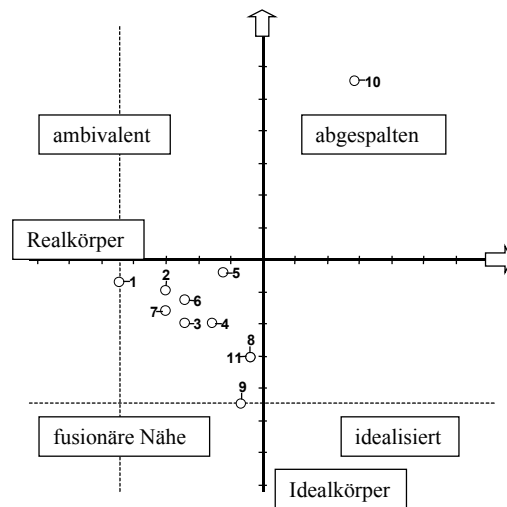 10
ambivalent
abgespalten
Realkörper
1
2
5
6
7
3
4
8
11
9
fusionäre Nähe
idealisiert
Idealkörper